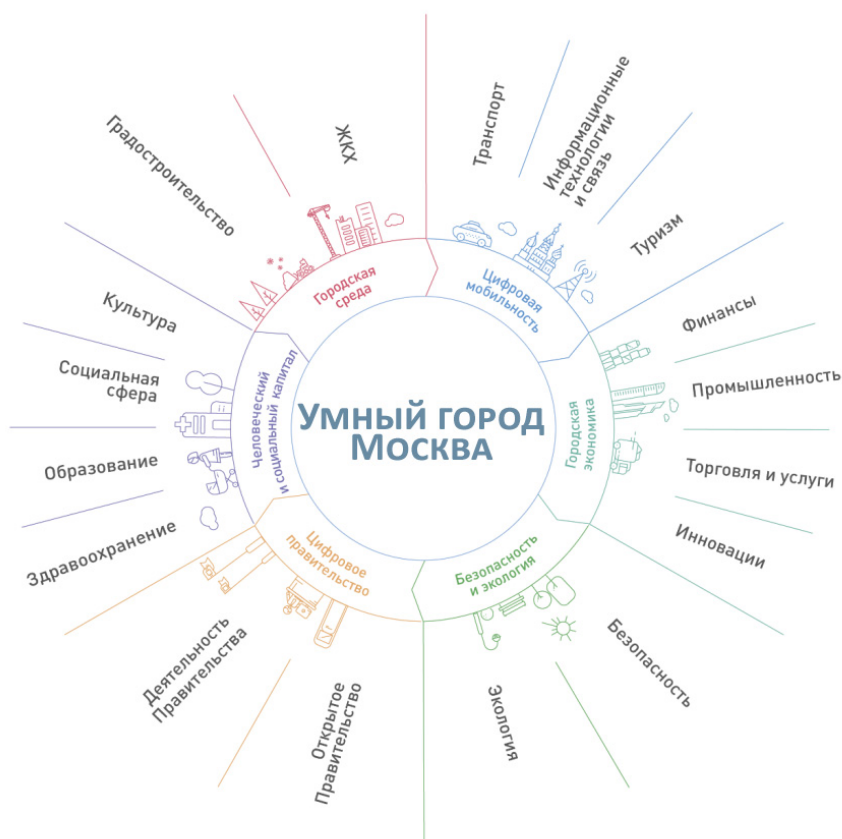 Умный город
Москва
Городская
среда
Градостроительство
ЖКХ
Цифровая
мобильность
Транспорт
Информационные
технологии
и связь
Туризм
Городская
экономика
Финансы
Промышленность
Торговля и услуги
Инновации
Безопасность
и экология
Безопасность
Экология
Цифровое
правительство
Открытое
Правительство
Деятельность
Правительства
Человеческий
и социальный капитал
Здравоохранение
Образование
Социальная
сфера
Культура